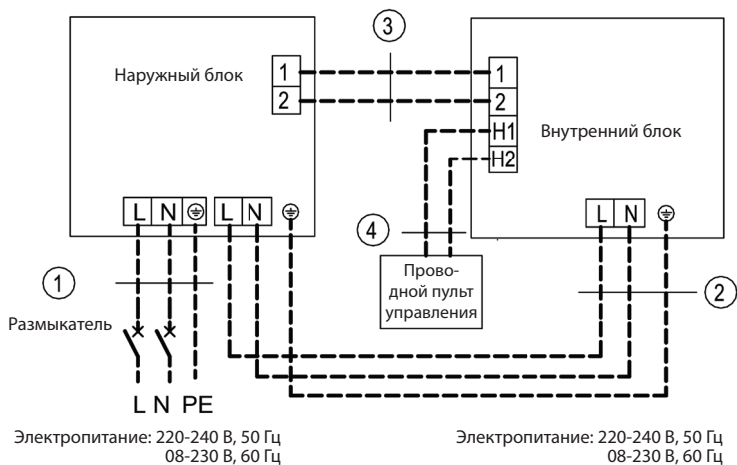 3
Наружный блок
1
2
1
2
H1
H2
Внутренний блок
L N
L N
L N
4
Прово-
дной пульт
управления
1
2
Размыкатель
L N PE
Электропитание: 220-240 В, 50 Гц
08-230 В, 60 Гц
Электропитание: 220-240 В, 50 Гц
08-230 В, 60 Гц